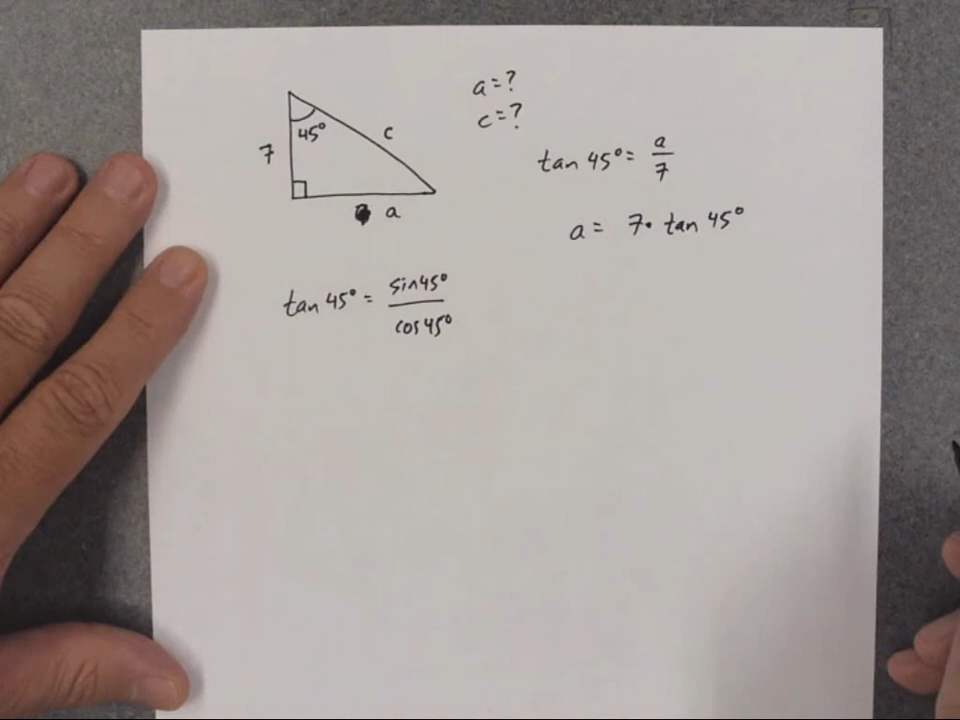 a=?
c=?
45°
c
7
a
tan 45° = a/7
a = 7· tan 45°
tan 45° = sin45°/cos45°